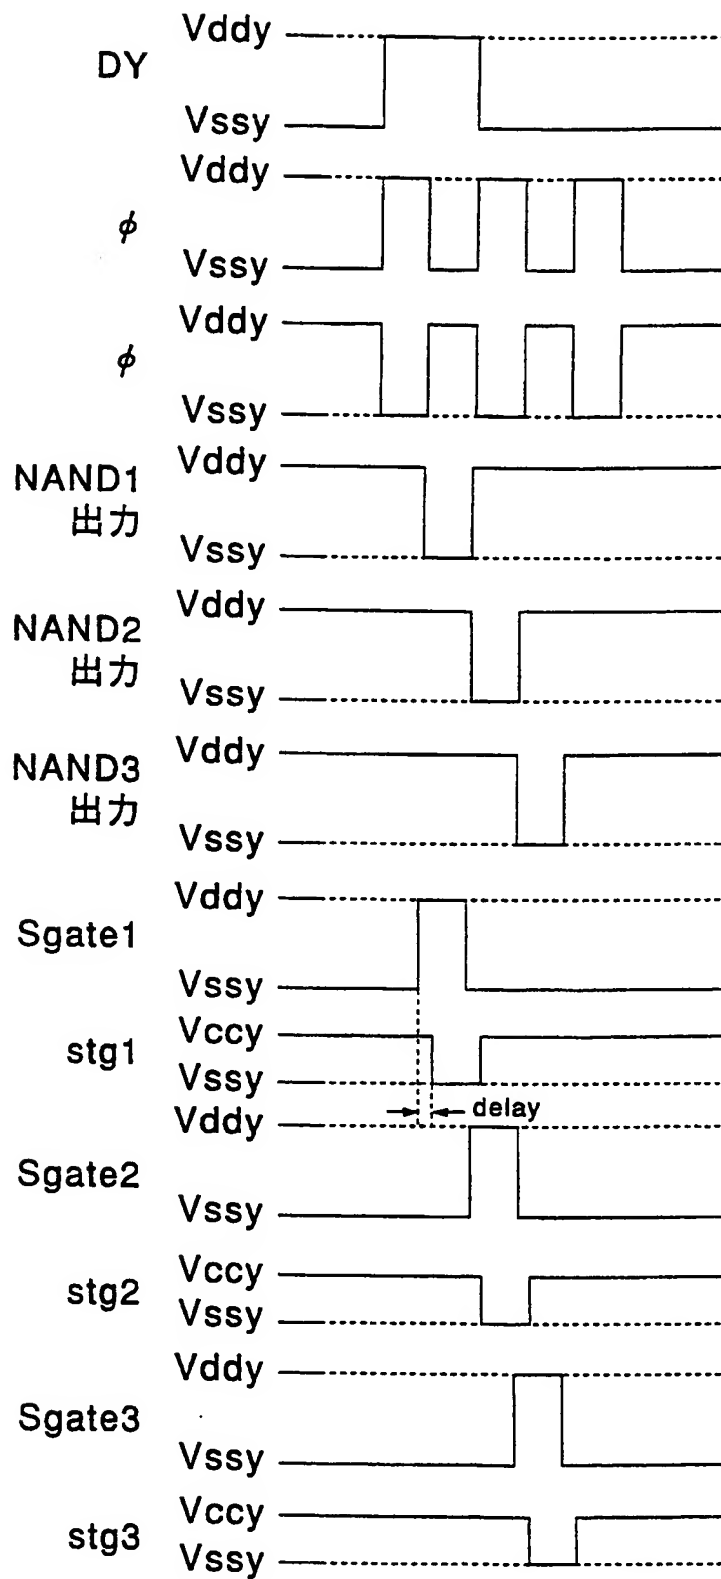 Vddy
DY
Vssy
Vddy
φ
Vssy
Vddy
φ
Vssy
Vddy
NAND1
出力
Vssy
Vddy
NAND2
出力
Vssy
Vddy
NAND3
出力
Vssy
Vddy
Sgate1
Vssy
Vccy
stg1
Vssy
delay
Vddy
Sgate2
Vssy
Vccy
stg2
Vssy
Vddy
Sgate3
Vssy
Vccy
stg3
Vssy